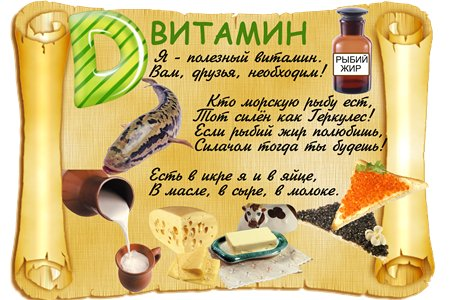 D ВИТАМИН
Я - полезный витамин.
Вам, друзья, необходим!
РЫБИЙ
ЖИР
Кто морскую рыбу ест,
Тот силён как Геркулес!
Если рыбий жир полюбишь,
Силачом тогда ты будешь!
Есть в икре я и в яйце,
В масле, в сыре, в молоке.